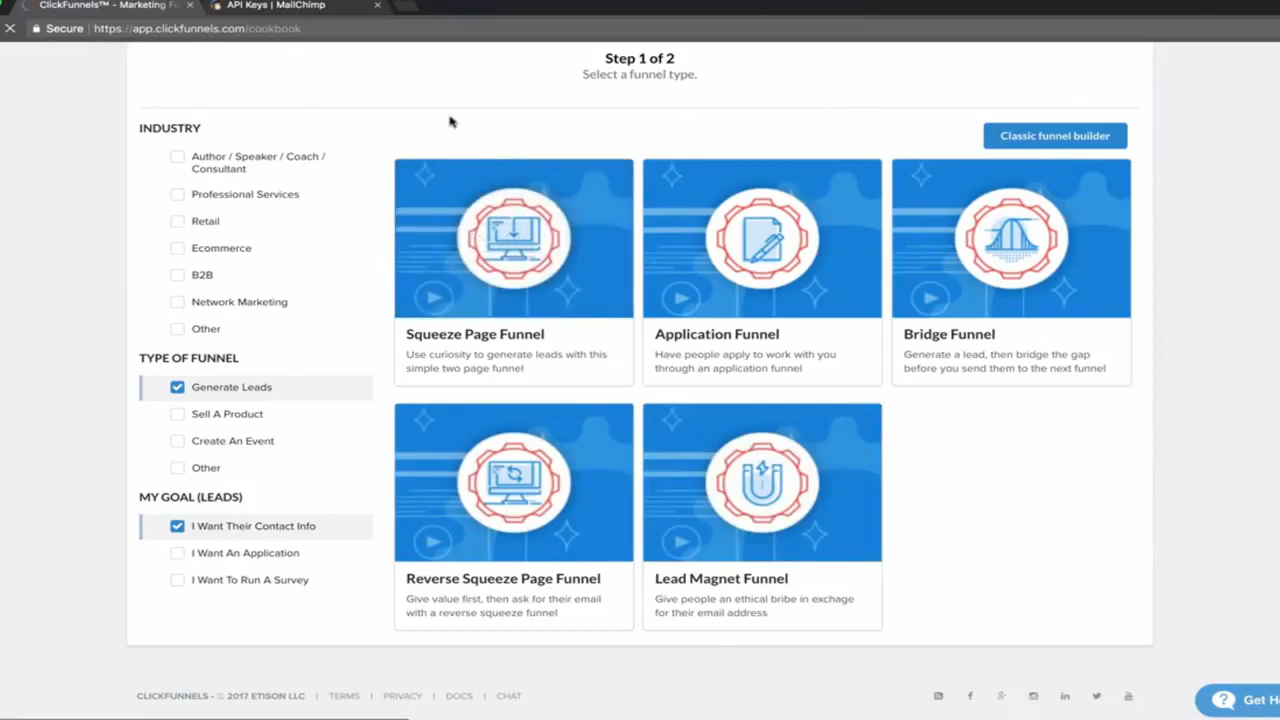 ClickFunnels™ - Marketing Fu
API Keys | MailChimp
Secure https://app.clickfunnels.com/cookbook
Step 1 of 2
Select a funnel type.
INDUSTRY
Author / Speaker / Coach /
Consultant
Professional Services
Retail
Ecommerce
B2B
Network Marketing
Other
TYPE OF FUNNEL
Generate Leads
Sell A Product
Create An Event
Other
MY GOAL (LEADS)
I Want Their Contact Info
I Want An Application
I Want To Run A Survey
Classic funnel builder
Squeeze Page Funnel
Use curiosity to generate leads with this
simple two page funnel
Application Funnel
Have people apply to work with you
through an application funnel
Bridge Funnel
Generate a lead, then bridge the gap
before you send them to the next funnel
Reverse Squeeze Page Funnel
Give value first, then ask for their email
with a reverse squeeze funnel
Lead Magnet Funnel
Give people an ethical bribe in exchage
for their email address
CLICKFUNNELS - © 2017 ETISON LLC | TERMS | PRIVACY | DOCS | CHAT
Get He